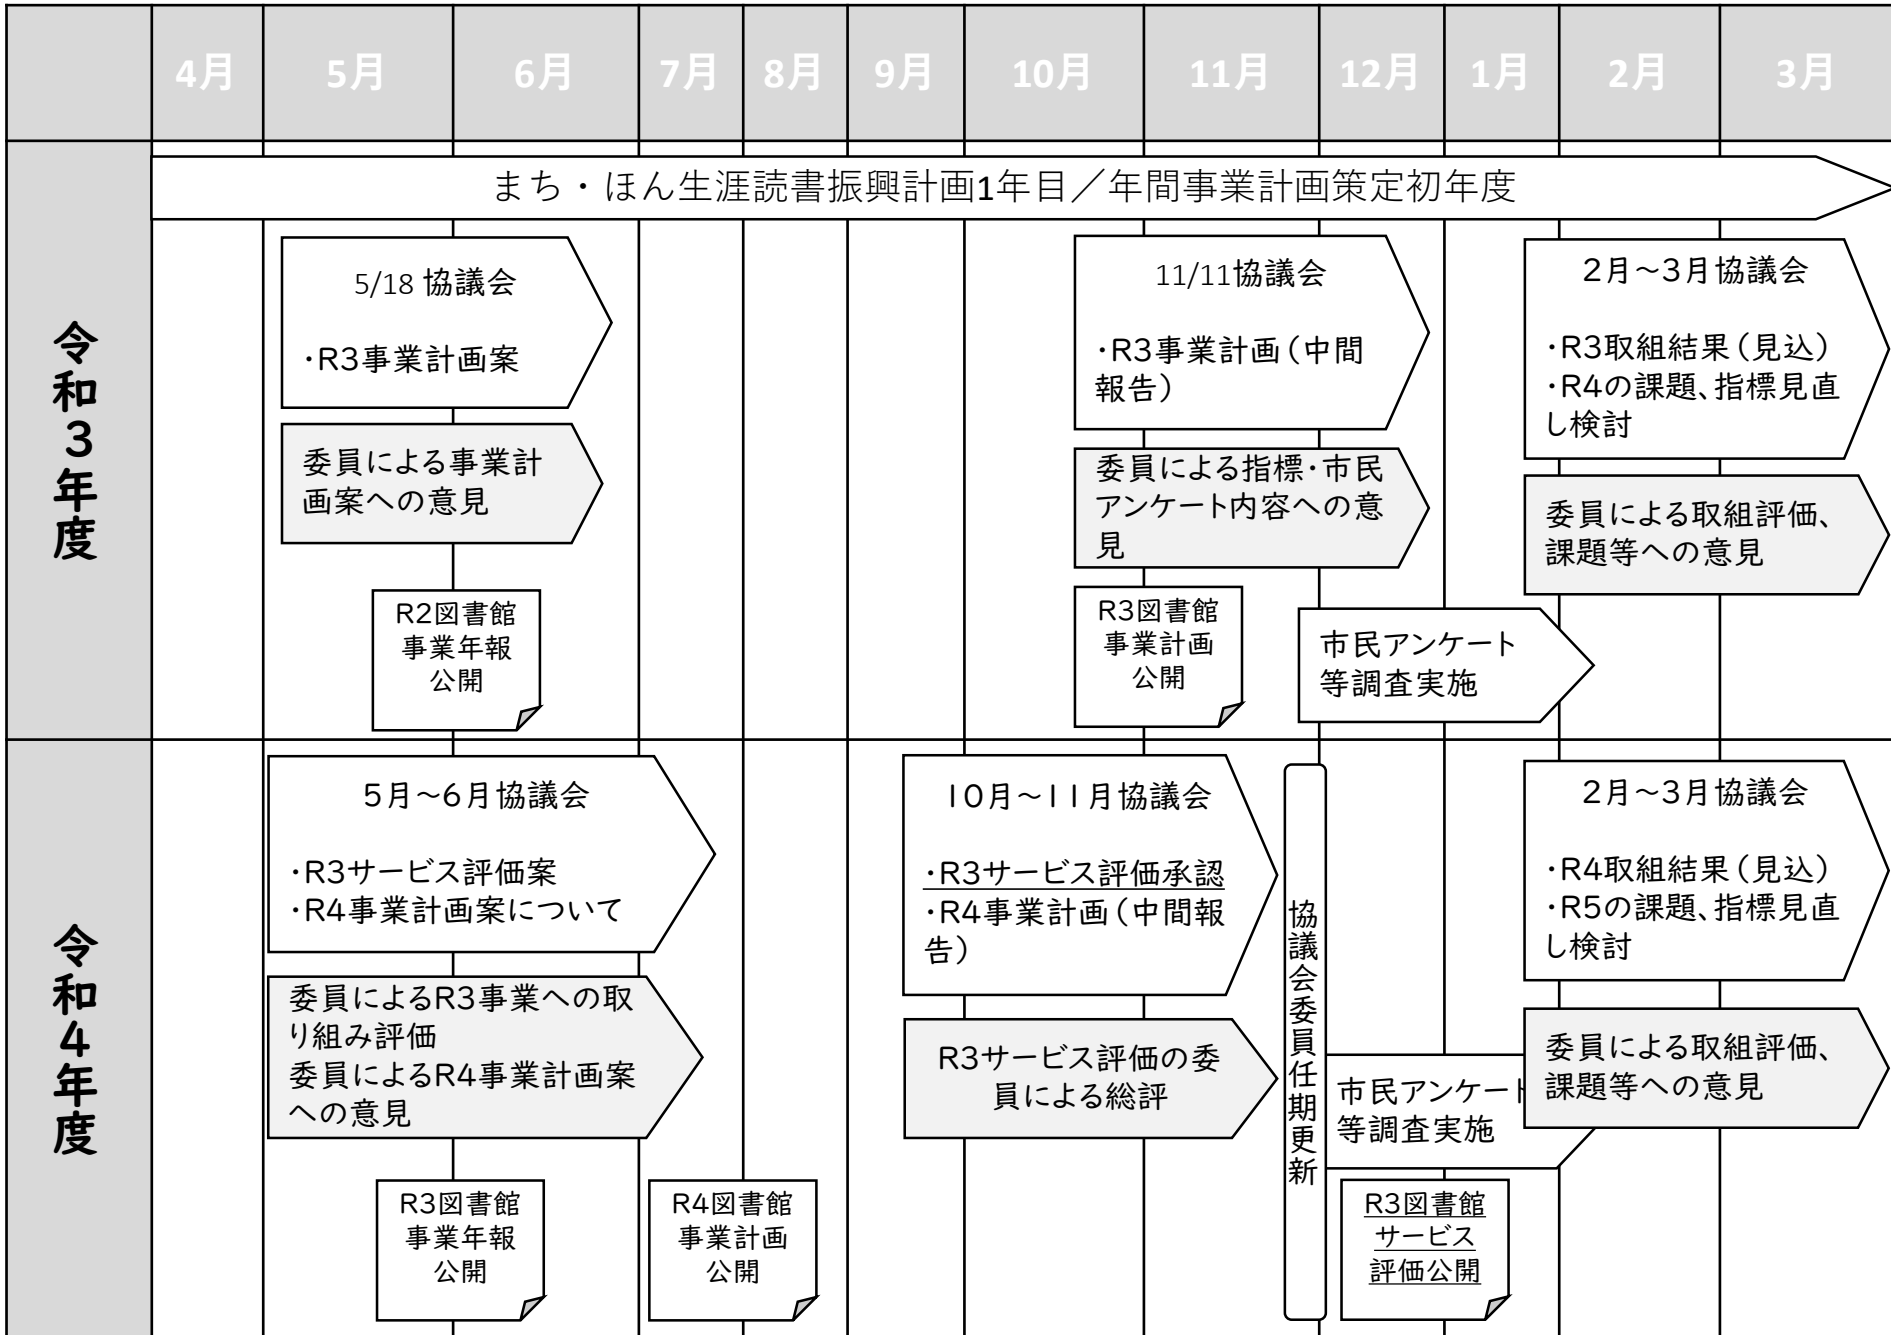 4月 5月 6月 7月 8月 9月 10月 11月 12月 1月 2月 3月
令和３年度
まち・ほん生涯読書振興計画1年目／年間事業計画策定初年度
5/18 協議会
・R3事業計画案
委員による事業計
画案への意見
R2図書館
事業年報
公開
11/11協議会
・R3事業計画（中間
報告）
委員による指標・市民
アンケート内容への意
見
R3図書館
事業計画
公開
市民アンケート
等調査実施
２月～３月協議会
・R3取組結果（見込）
・R4の課題、指標見直
し検討
委員による取組評価、
課題等への意見
令和４年度
５月～６月協議会
・R3サービス評価案
・R4事業計画案について
委員によるR3事業への取
り組み評価
委員によるR4事業計画案
への意見
R3図書館
事業年報
公開
R4図書館
事業計画
公開
１０月～１１月協議会
・R3サービス評価承認
・R4事業計画（中間報
告）
R3サービス評価の委
員による総評
協議会委員任期更新
市民アンケート
等調査実施
R3図書館
サービス
評価公開
２月～３月協議会
・R4取組結果（見込）
・R5の課題、指標見直
し検討
委員による取組評価、
課題等への意見